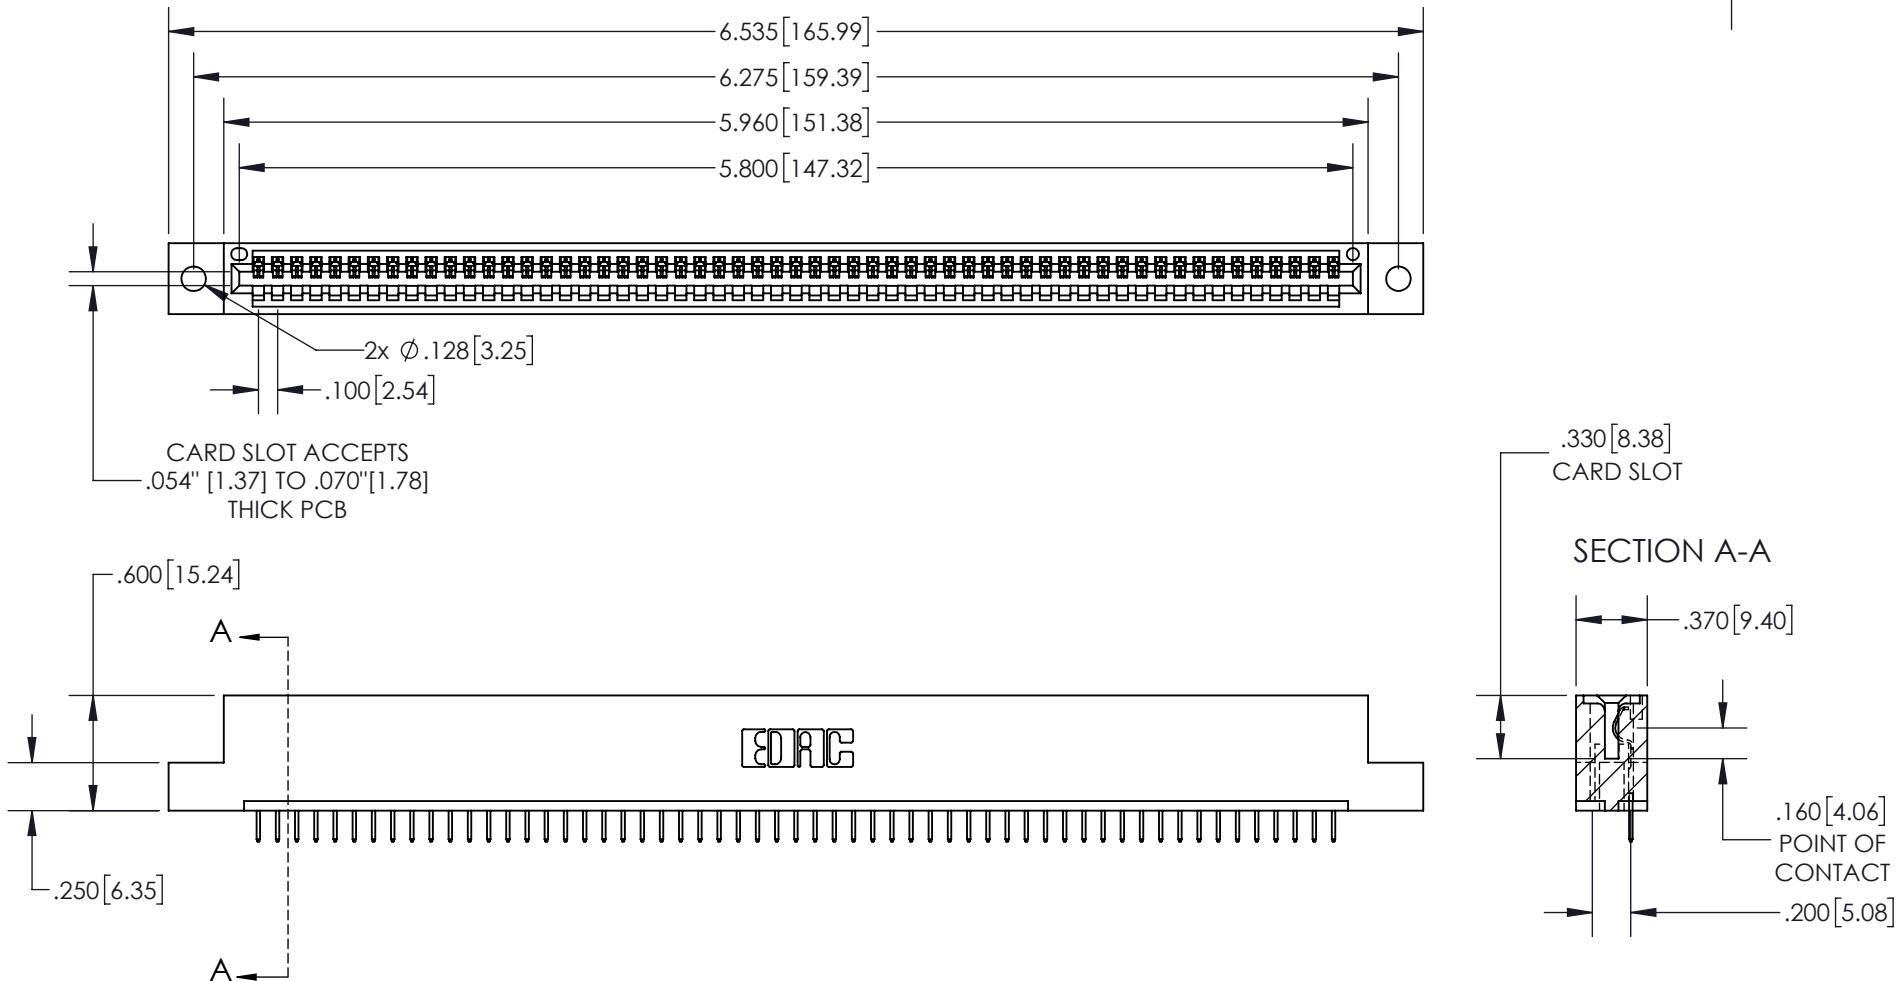 6.535[165.99]
6.275[159.39]
5.960[151.38]
5.800[147.32]
2x Ø.128[3.25]
.100[2.54]
CARD SLOT ACCEPTS
.054" [1.37] TO .070"[1.78]
THICK PCB
.330[8.38]
CARD SLOT
SECTION A-A
.600[15.24]
A
.370[9.40]
EDAC
.160[4.06]
POINT OF
CONTACT
.250[6.35]
.200[5.08]
A